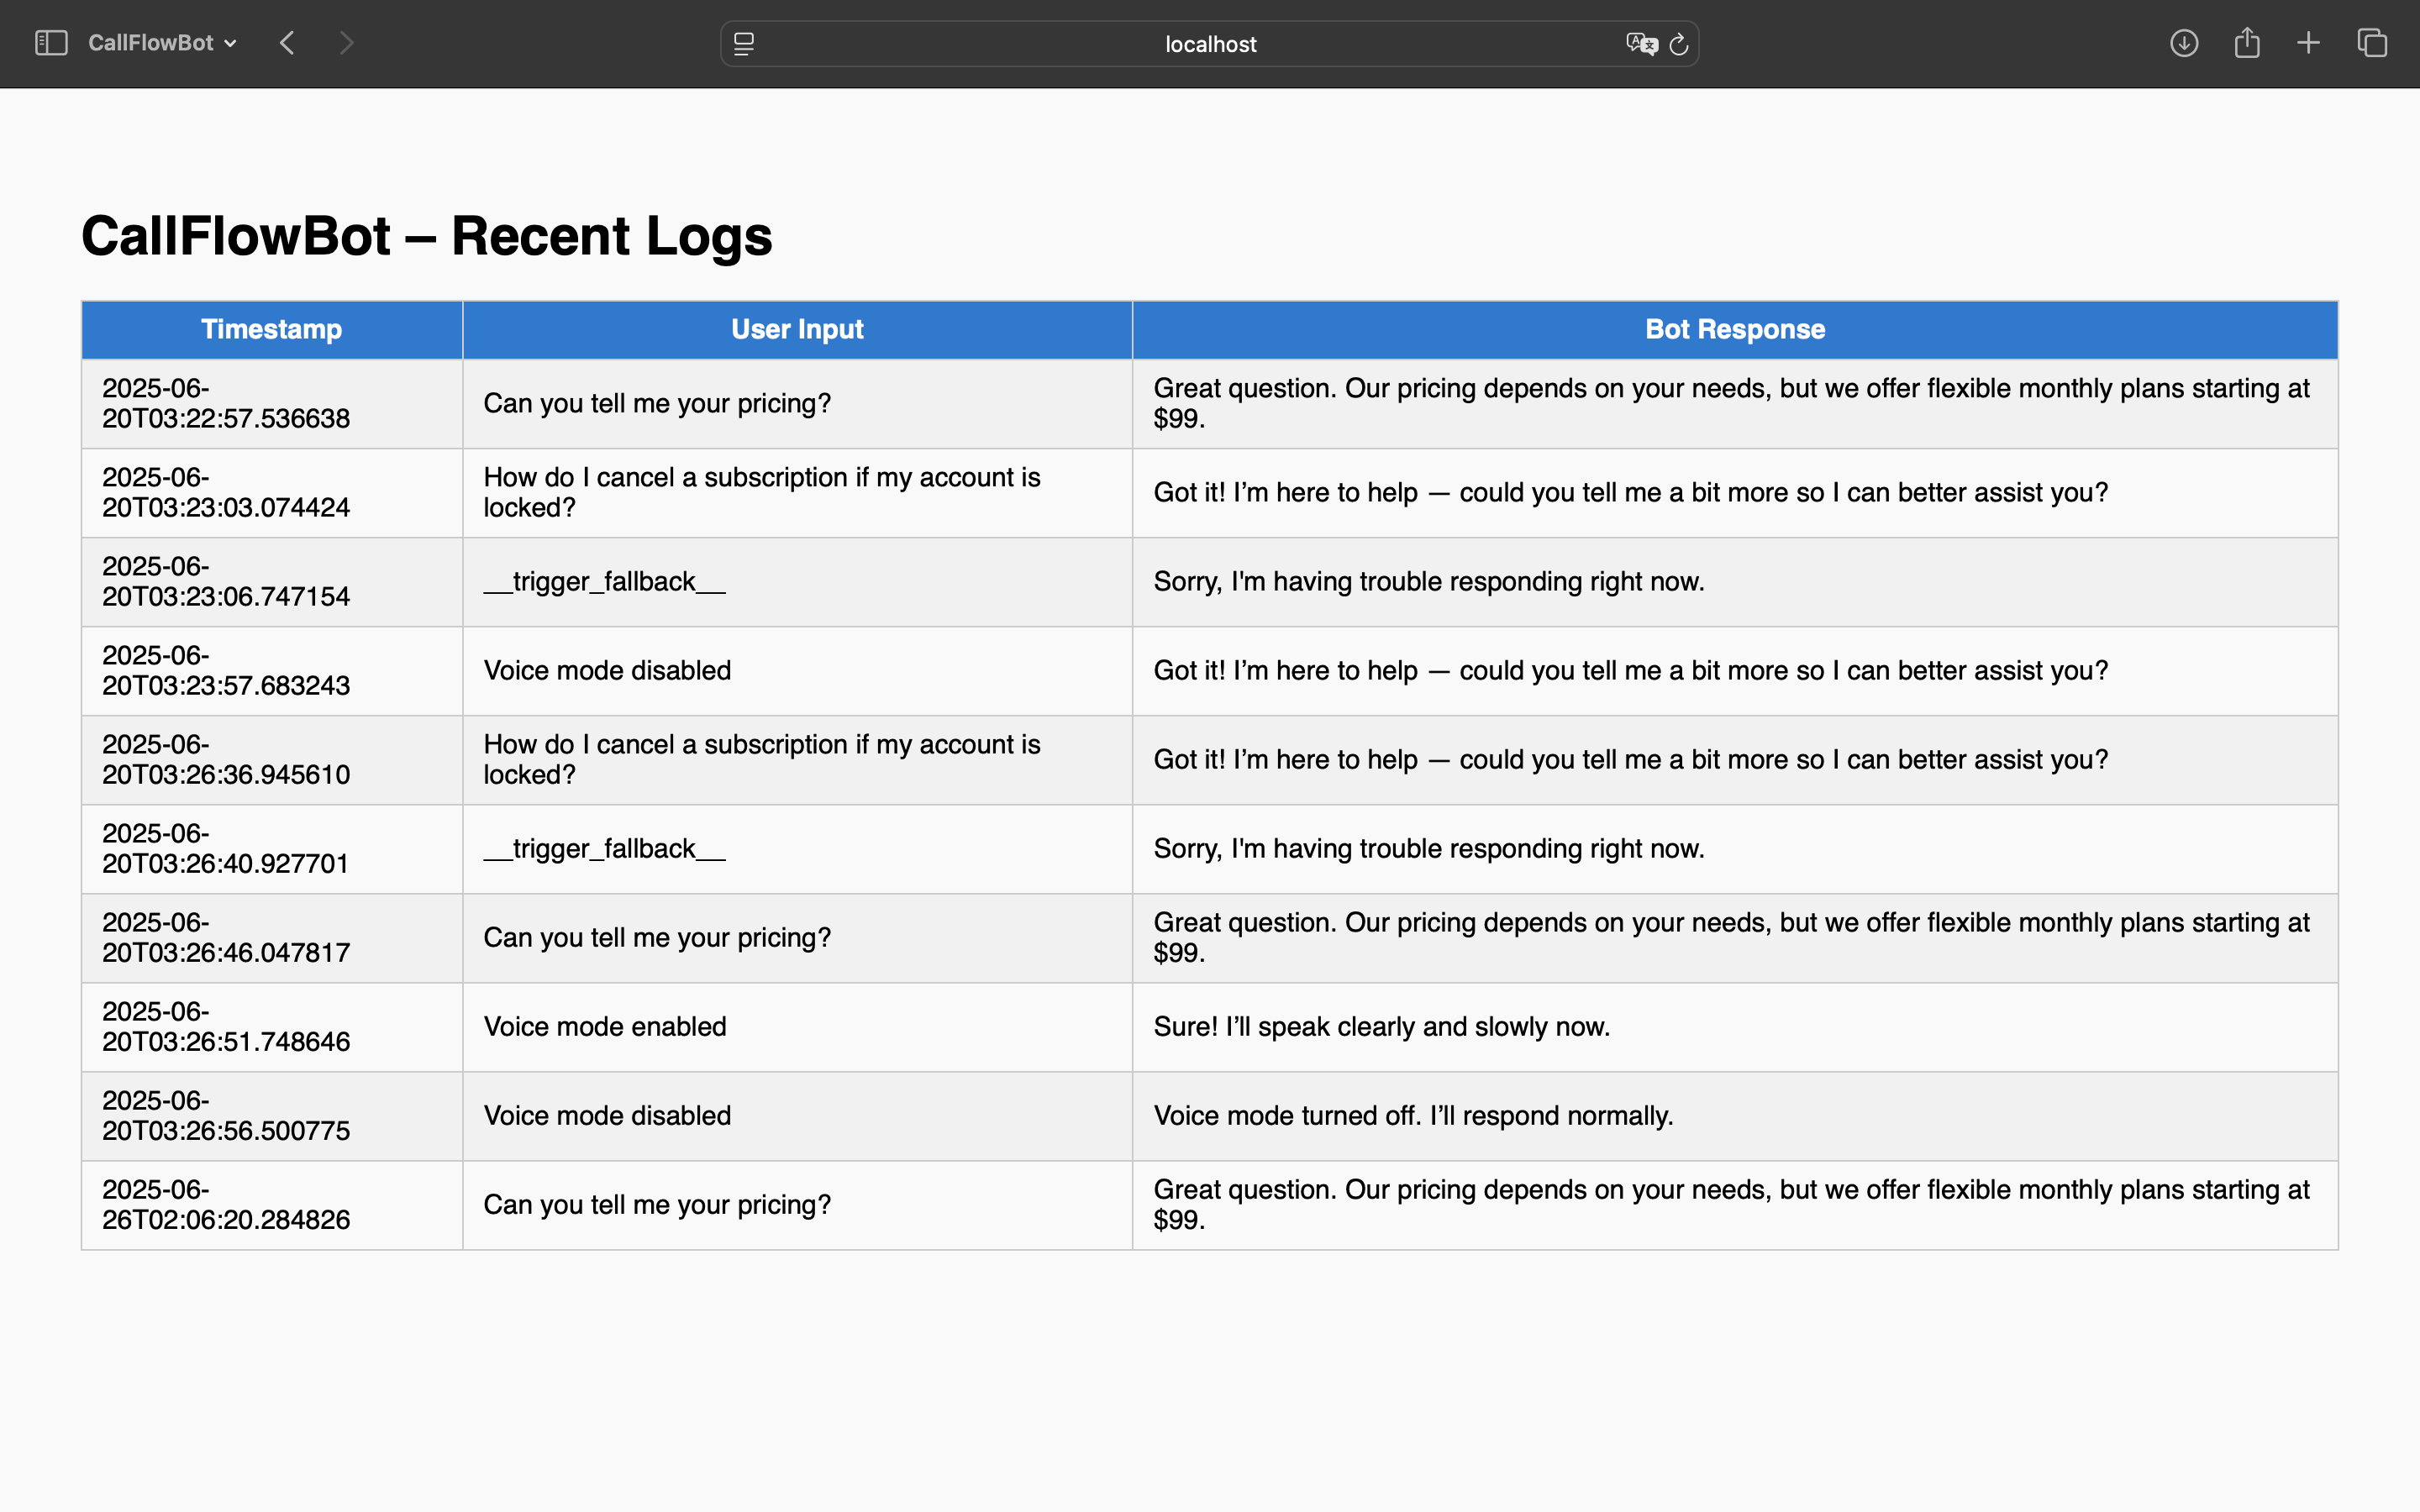 CallFlowBot
localhost
CallFlowBot – Recent Logs
Timestamp User Input Bot Response
2025-06-
20T03:22:57.536638
Can you tell me your pricing?
Great question. Our pricing depends on your needs, but we offer flexible monthly plans starting at
$99.
2025-06-
20T03:23:03.074424
How do I cancel a subscription if my account is
locked?
Got it! I’m here to help — could you tell me a bit more so I can better assist you?
2025-06-
20T03:23:06.747154
__trigger_fallback__
Sorry, I'm having trouble responding right now.
2025-06-
20T03:23:57.683243
Voice mode disabled
Got it! I’m here to help — could you tell me a bit more so I can better assist you?
2025-06-
20T03:26:36.945610
How do I cancel a subscription if my account is
locked?
Got it! I’m here to help — could you tell me a bit more so I can better assist you?
2025-06-
20T03:26:40.927701
__trigger_fallback__
Sorry, I'm having trouble responding right now.
2025-06-
20T03:26:46.047817
Can you tell me your pricing?
Great question. Our pricing depends on your needs, but we offer flexible monthly plans starting at
$99.
2025-06-
20T03:26:51.748646
Voice mode enabled
Sure! I’ll speak clearly and slowly now.
2025-06-
20T03:26:56.500775
Voice mode disabled
Voice mode turned off. I’ll respond normally.
2025-06-
26T02:06:20.284826
Can you tell me your pricing?
Great question. Our pricing depends on your needs, but we offer flexible monthly plans starting at
$99.